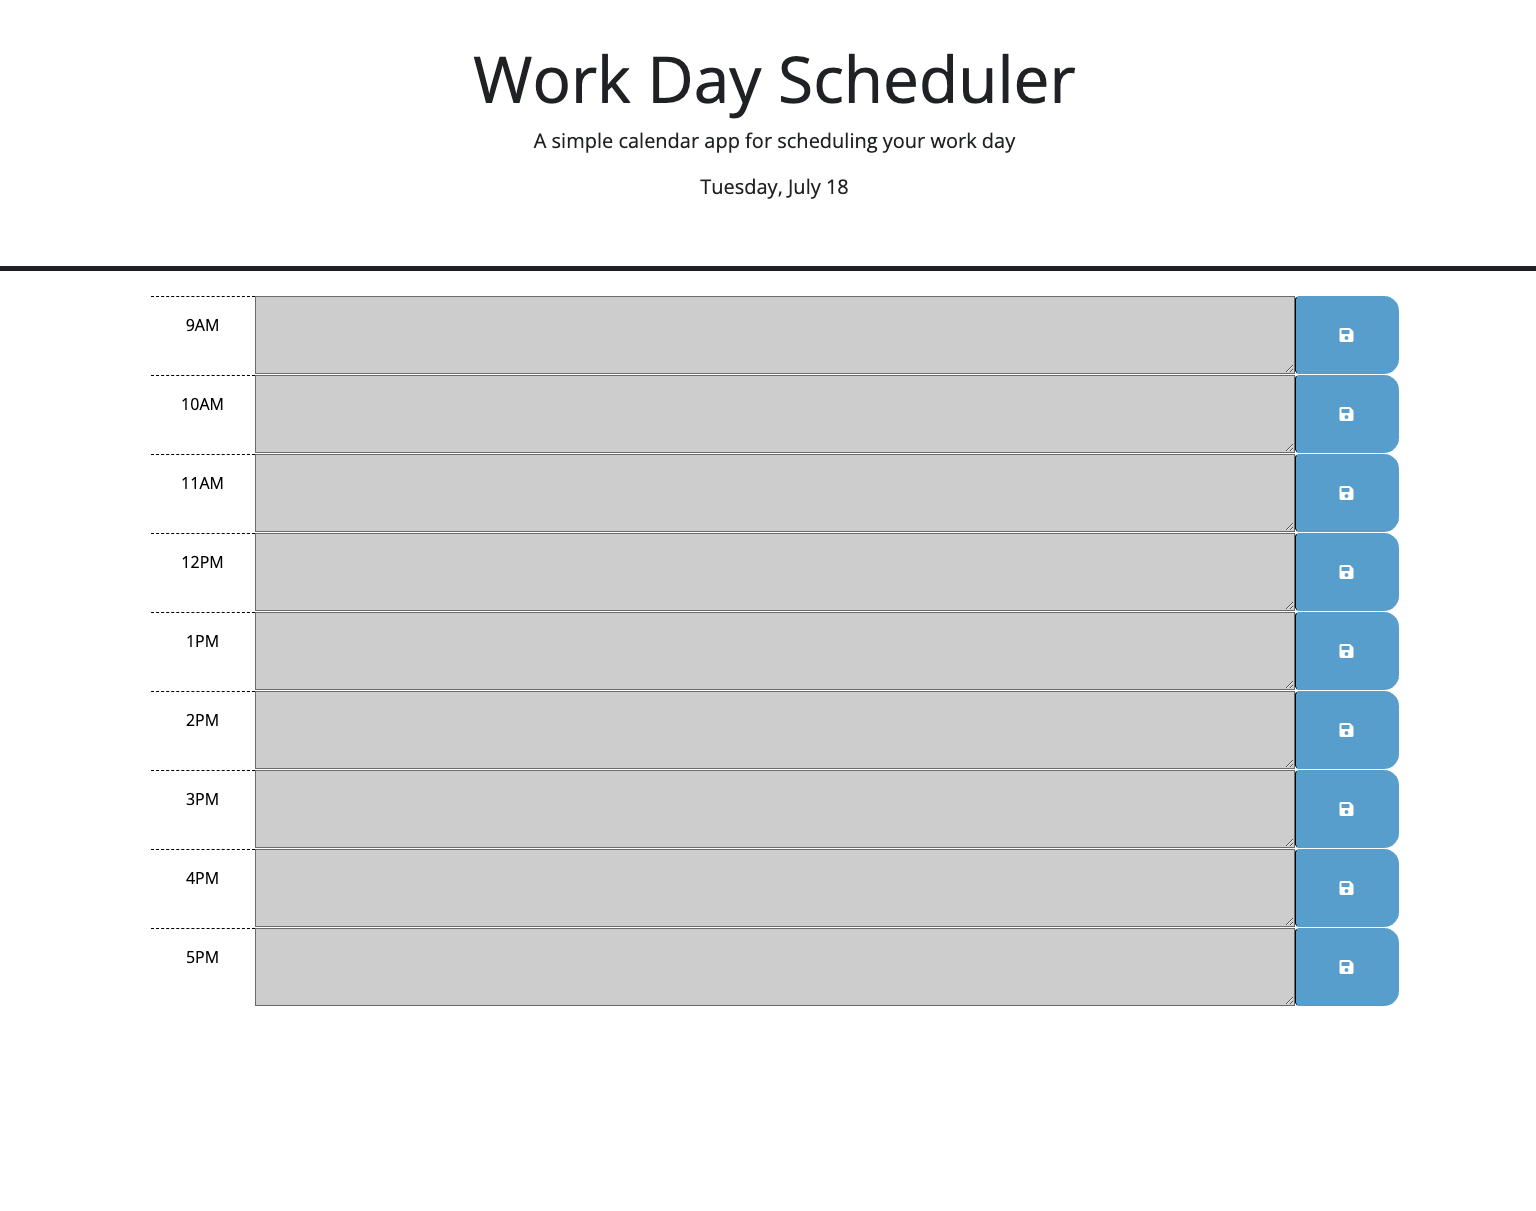 Work Day Scheduler
A simple calendar app for scheduling your work day
Tuesday, July 18
9AM
10AM
11AM
12PM
1PM
2PM
3PM
4PM
5PM